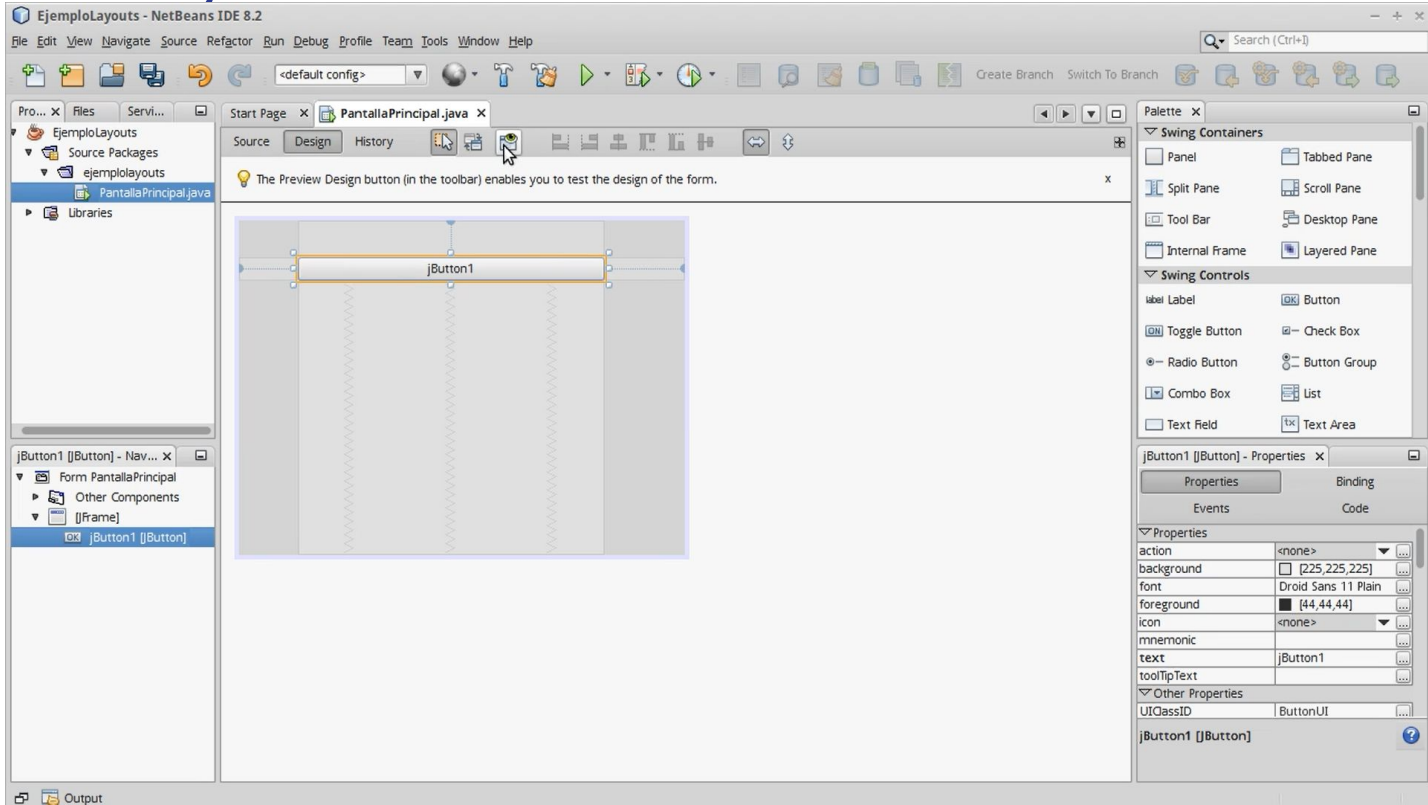 EjemploLayouts - NetBeans IDE 8.2
File Edit View Navigate Source Refactor Run Debug Profile Team Tools Window Help
Search (Ctrl+I)
<default config>
Create Branch Switch To Branch
Pro... Files Servi...
EjemploLayouts
Source Packages
ejemplolayouts
PantallaPrincipal.java
Libraries
Start Page PantallaPrincipal.java
Source Design History
The Preview Design button (in the toolbar) enables you to test the design of the form.
x
jButton1
jButton1 [JButton] - Nav...
Form PantallaPrincipal
Other Components
[JFrame]
OK jButton1 [JButton]
Palette
Swing Containers
Panel Tabbed Pane
Split Pane Scroll Pane
Tool Bar Desktop Pane
Internal Frame Layered Pane
Swing Controls
label Label OK Button
ON Toggle Button Check Box
Radio Button Button Group
Combo Box List
Text Field tx Text Area
jButton1 [JButton] - Properties
Properties Binding
Events Code
Properties
action <none> ...
background [225,225,225] ...
font Droid Sans 11 Plain ...
foreground [44,44,44] ...
icon <none> ...
mnemonic ...
text jButton1 ...
toolTipText ...
Other Properties
UIClassID ButtonUI ...
jButton1 [JButton]
?
Output